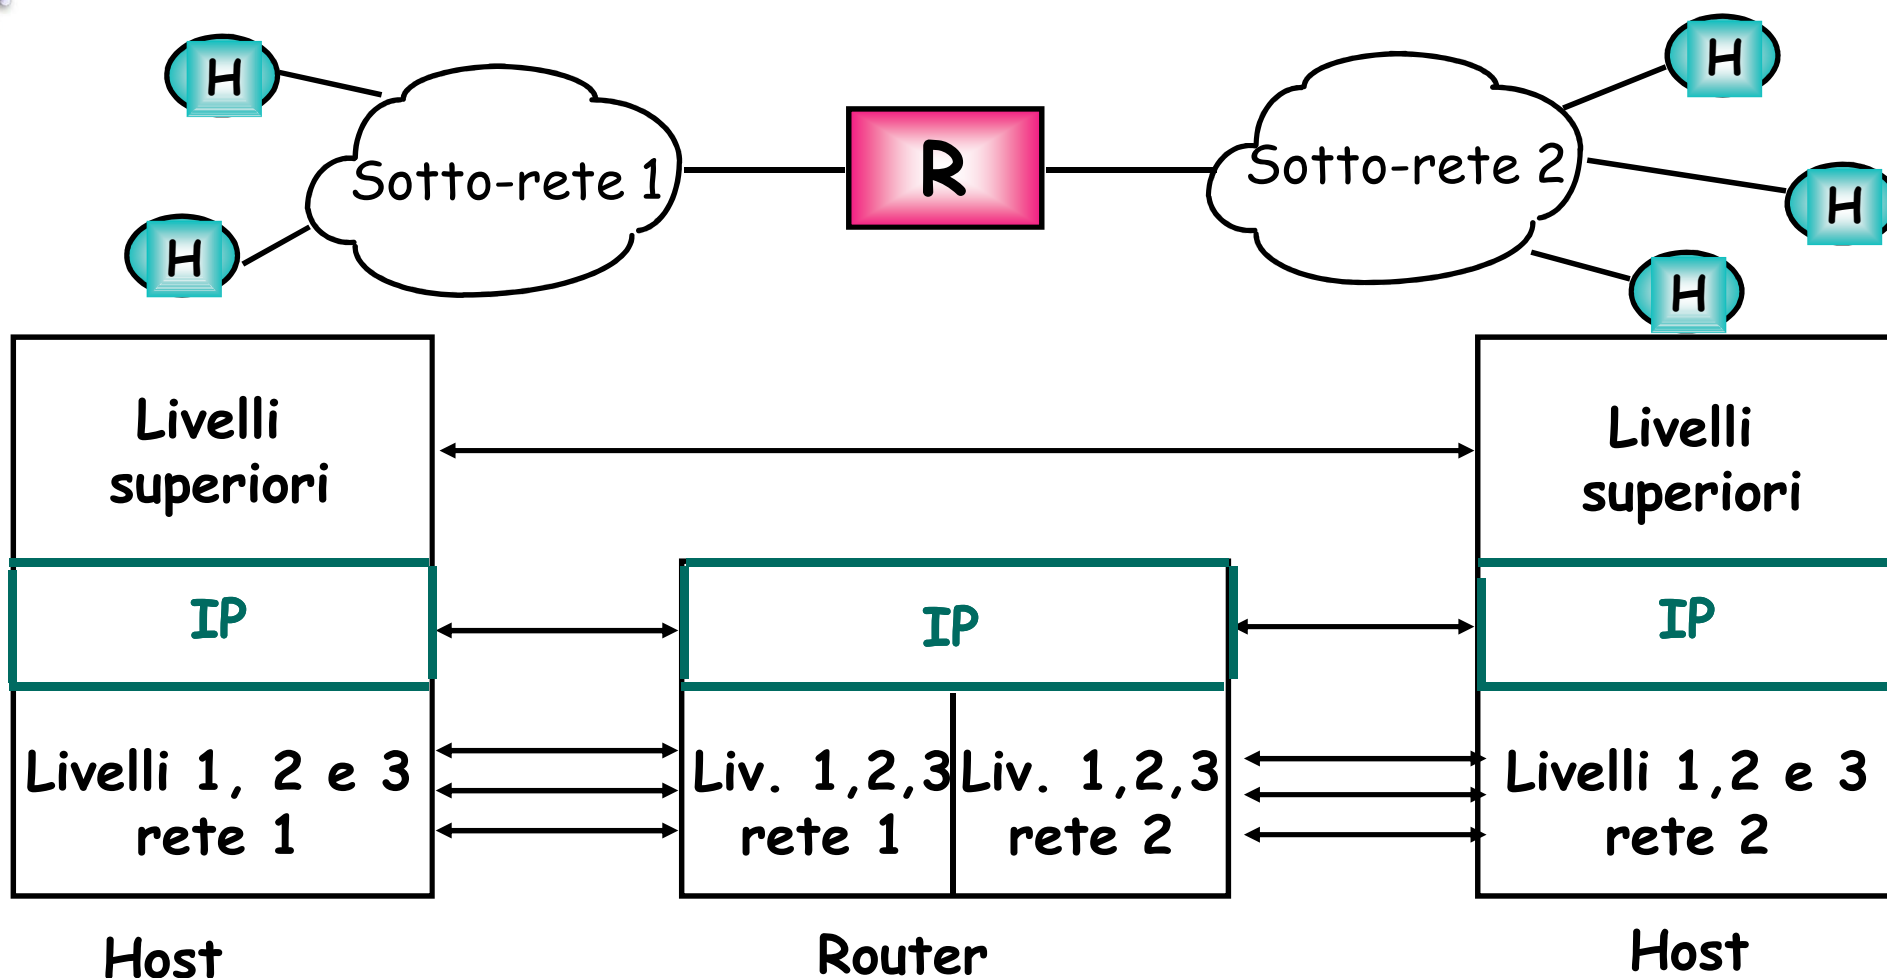 H
H
Sotto-rete 1
R
Sotto-rete 2
H
H
H
Livelli
superiori
Livelli
superiori
IP
IP
IP
Livelli 1, 2 e 3
rete 1
Liv. 1,2,3
rete 1
Liv. 1,2,3
rete 2
Livelli 1,2 e 3
rete 2
Host
Router
Host